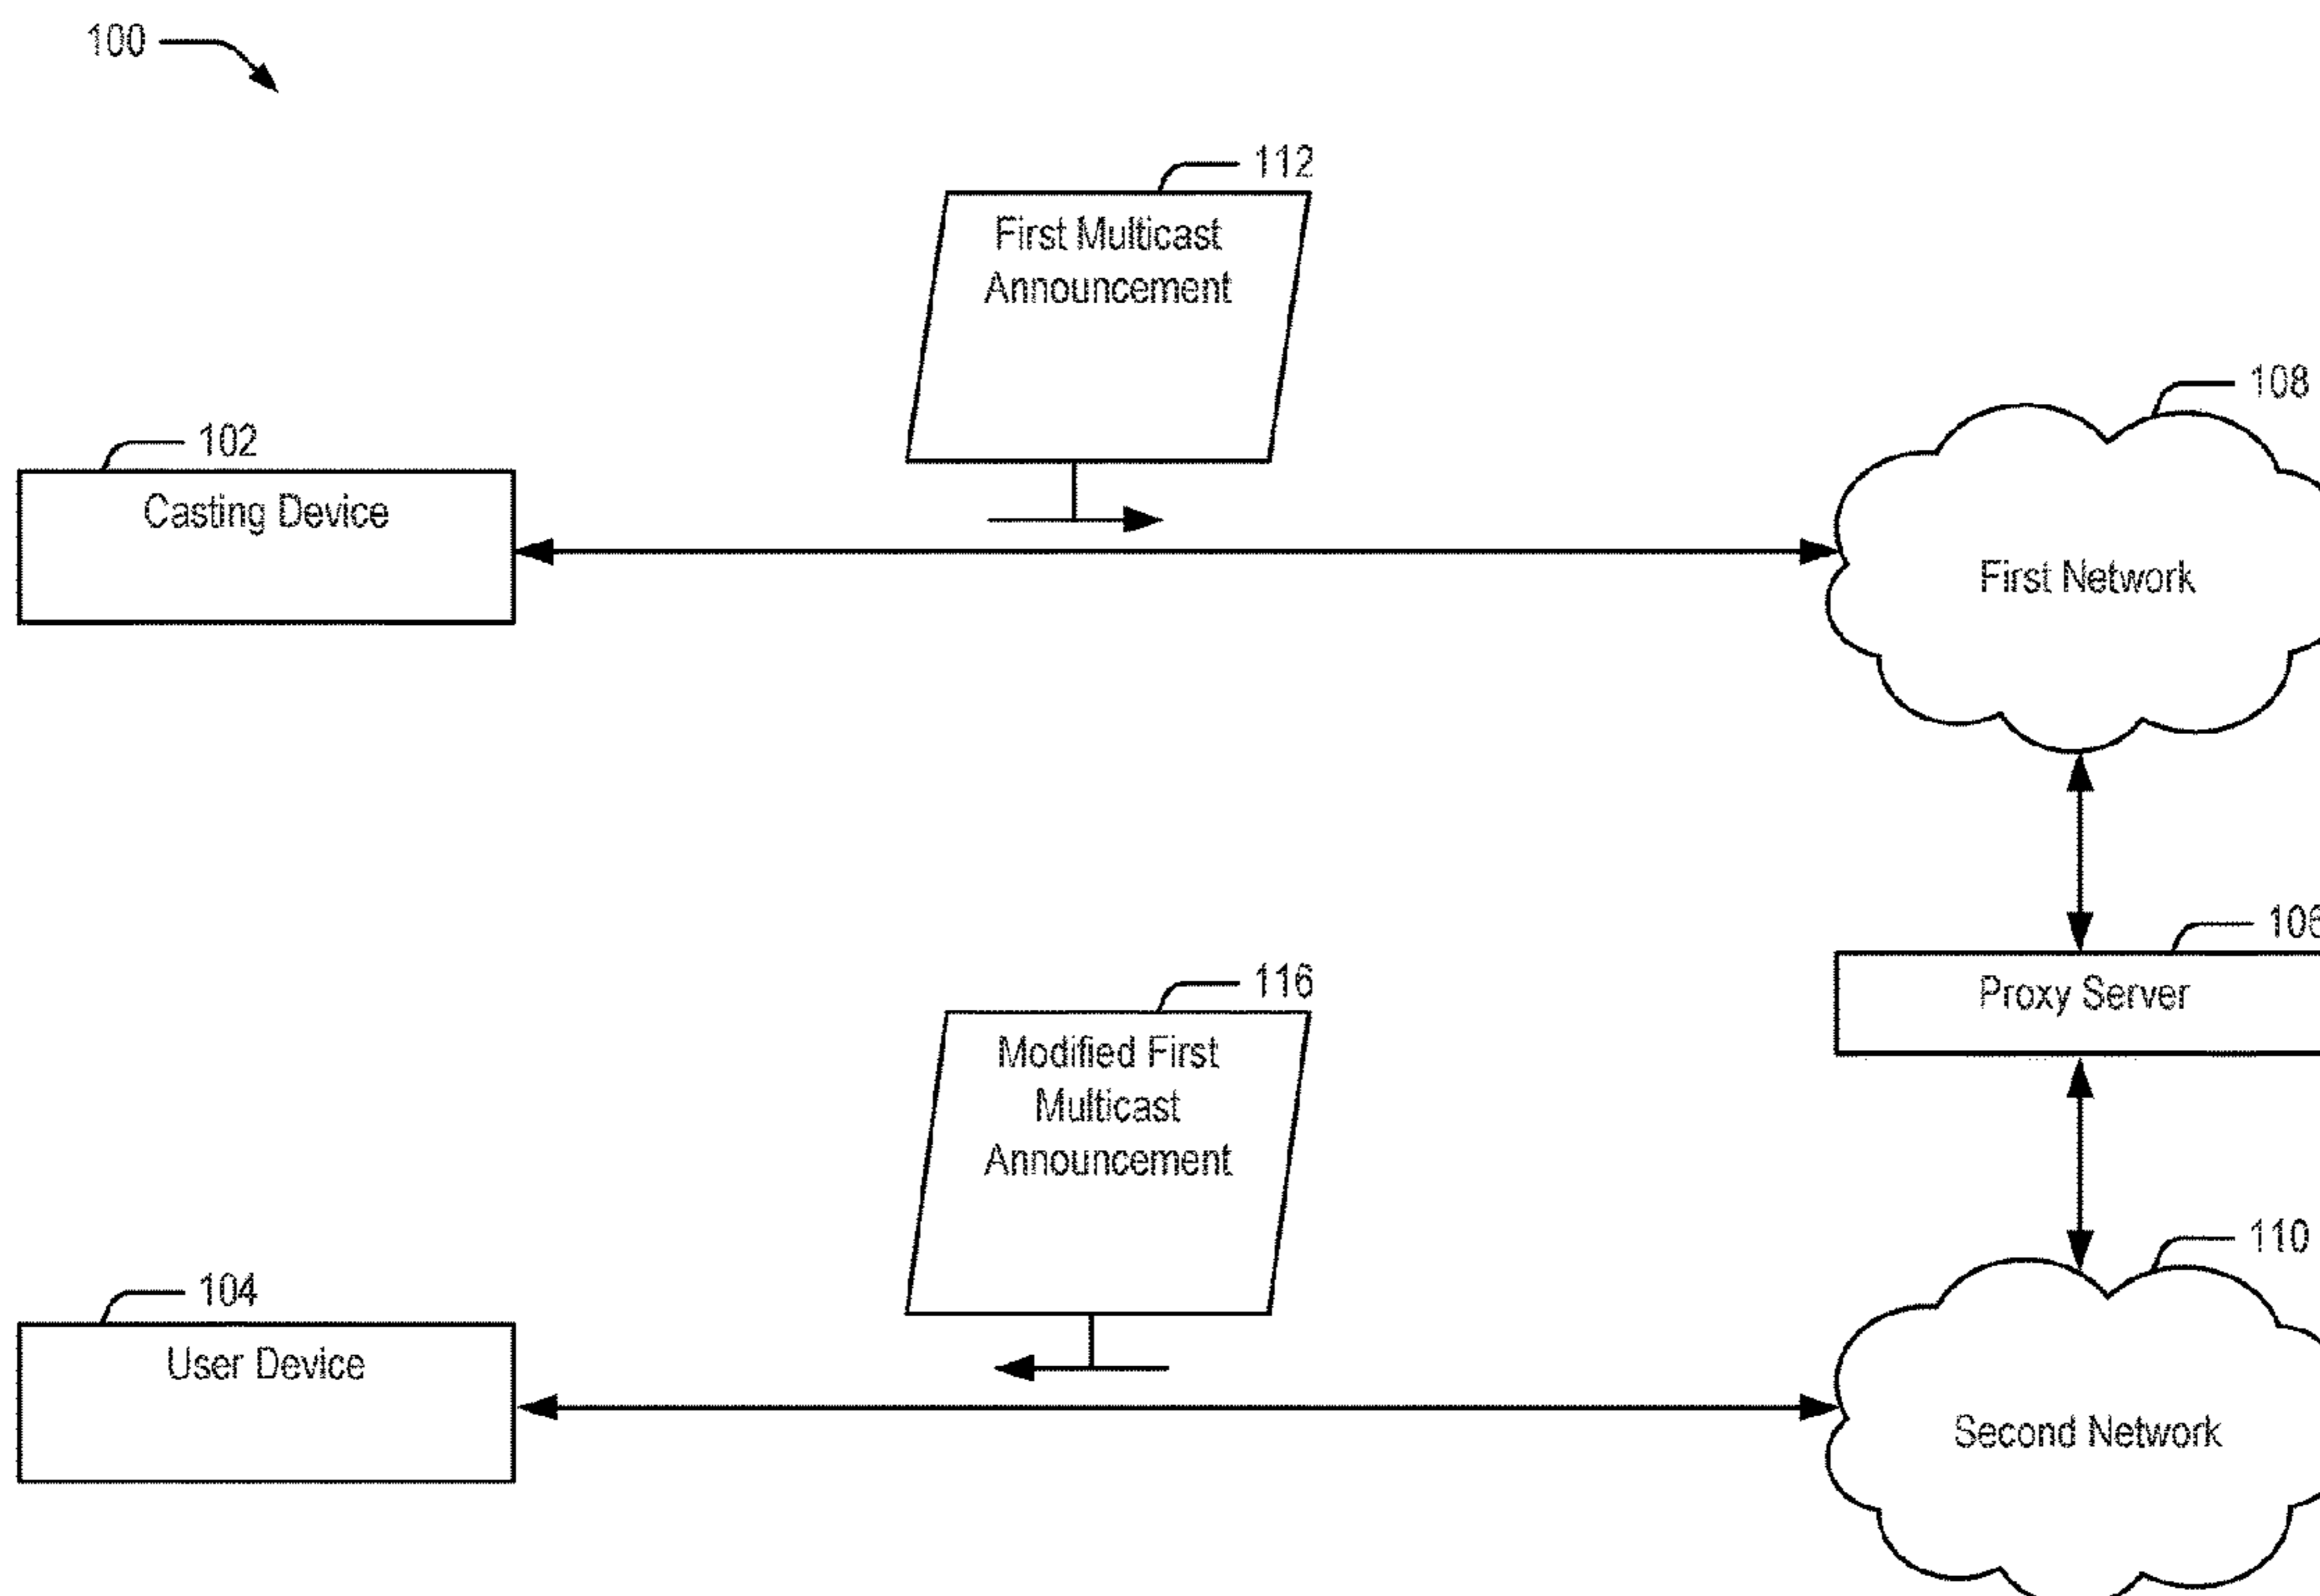 100
112
First Multicast
Announcement
108
102
Casting Device
First Network
106
Proxy Server
116
Modified First
Multicast
Announcement
110
104
User Device
Second Network